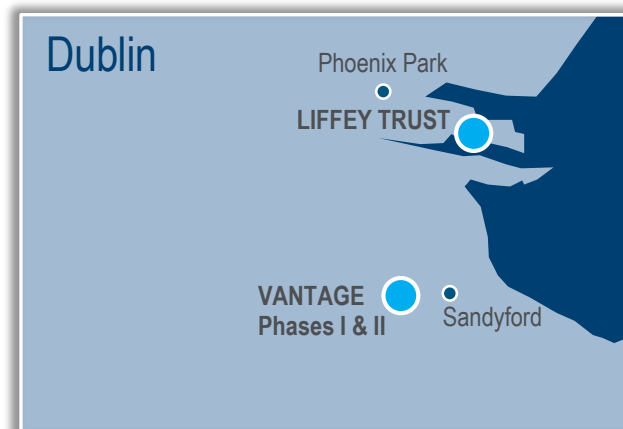 Dublin
Phoenix Park
LIFFEY TRUST
VANTAGE
Phases I & II
Sandyford